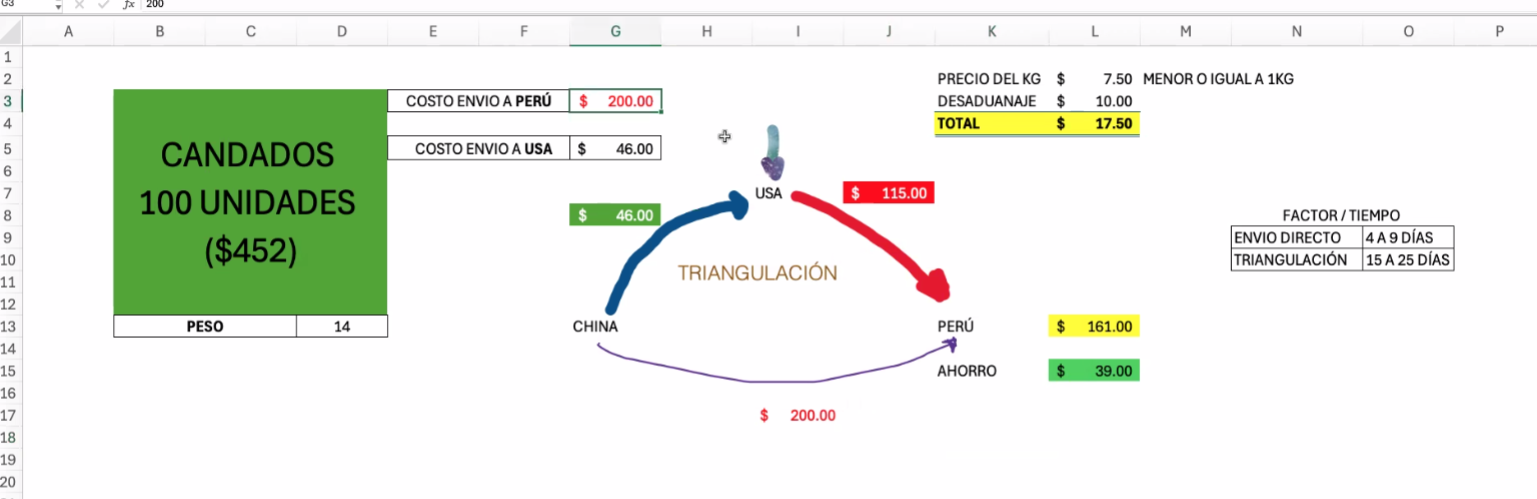 G3 fx 200
A B C D E F G H I J K L M N O P
1
2 PRECIO DEL KG $ 7.50 MENOR O IGUAL A 1KG
3 COSTO ENVIO A PERÚ $ 200.00 DESADUANAJE $ 10.00
4 TOTAL $ 17.50
CANDADOS
100 UNIDADES
($452)
5 COSTO ENVIO A USA $ 46.00
6
7 USA $ 115.00
8 $ 46.00 FACTOR / TIEMPO
9 ENVIO DIRECTO 4 A 9 DÍAS
10 TRIANGULACIÓN TRIANGULACIÓN 15 A 25 DÍAS
11
12
13 PESO 14 CHINA PERÚ $ 161.00
14
15 AHORRO $ 39.00
16
17 $ 200.00
18
19
20